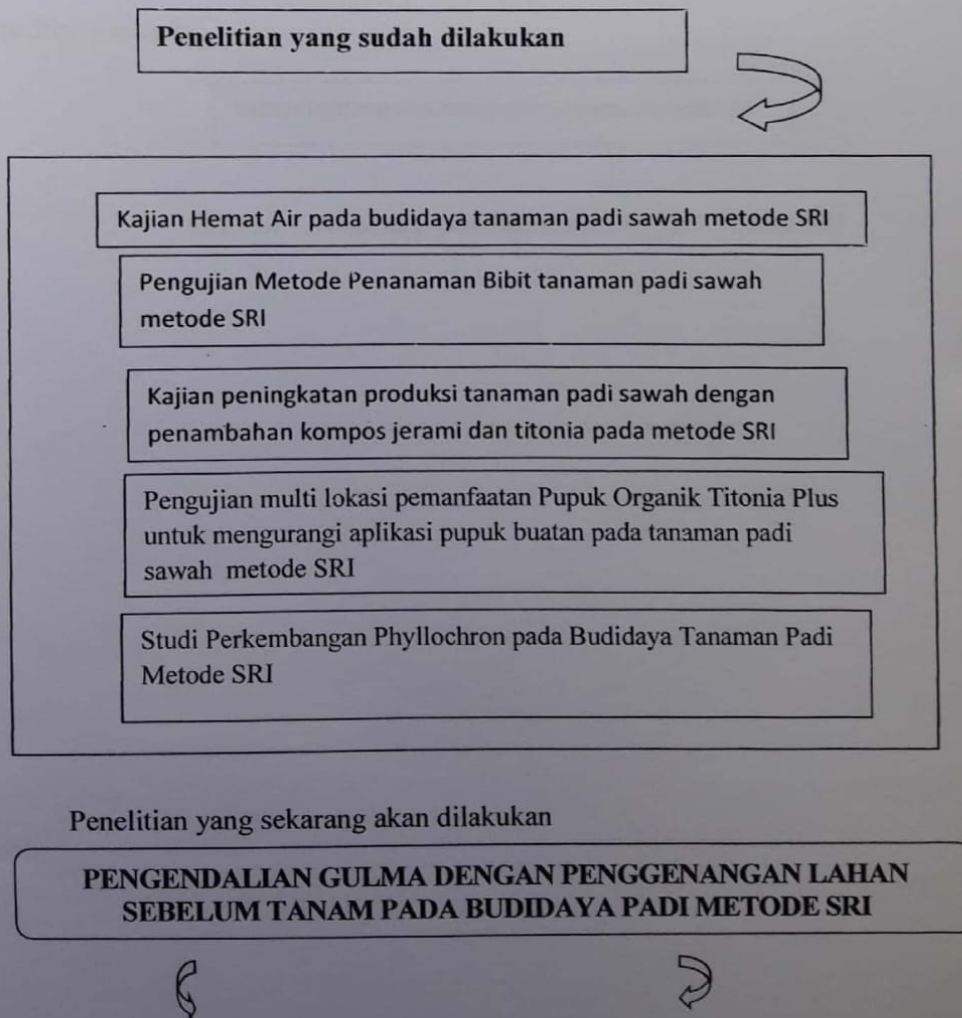 Penelitian yang sudah dilakukan
Kajian Hemat Air pada budidaya tanaman padi sawah metode SRI
Pengujian Metode Penanaman Bibit tanaman padi sawah
metode SRI
Kajian peningkatan produksi tanaman padi sawah dengan
penambahan kompos jerami dan titonia pada metode SRI
Pengujian multi lokasi pemanfaatan Pupuk Organik Titonia Plus
untuk mengurangi aplikasi pupuk buatan pada tanaman padi
sawah metode SRI
Studi Perkembangan Phyllochron pada Budidaya Tanaman Padi
Metode SRI
Penelitian yang sekarang akan dilakukan
PENGENDALIAN GULMA DENGAN PENGGENANGAN LAHAN
SEBELUM TANAM PADA BUDIDAYA PADI METODE SRI